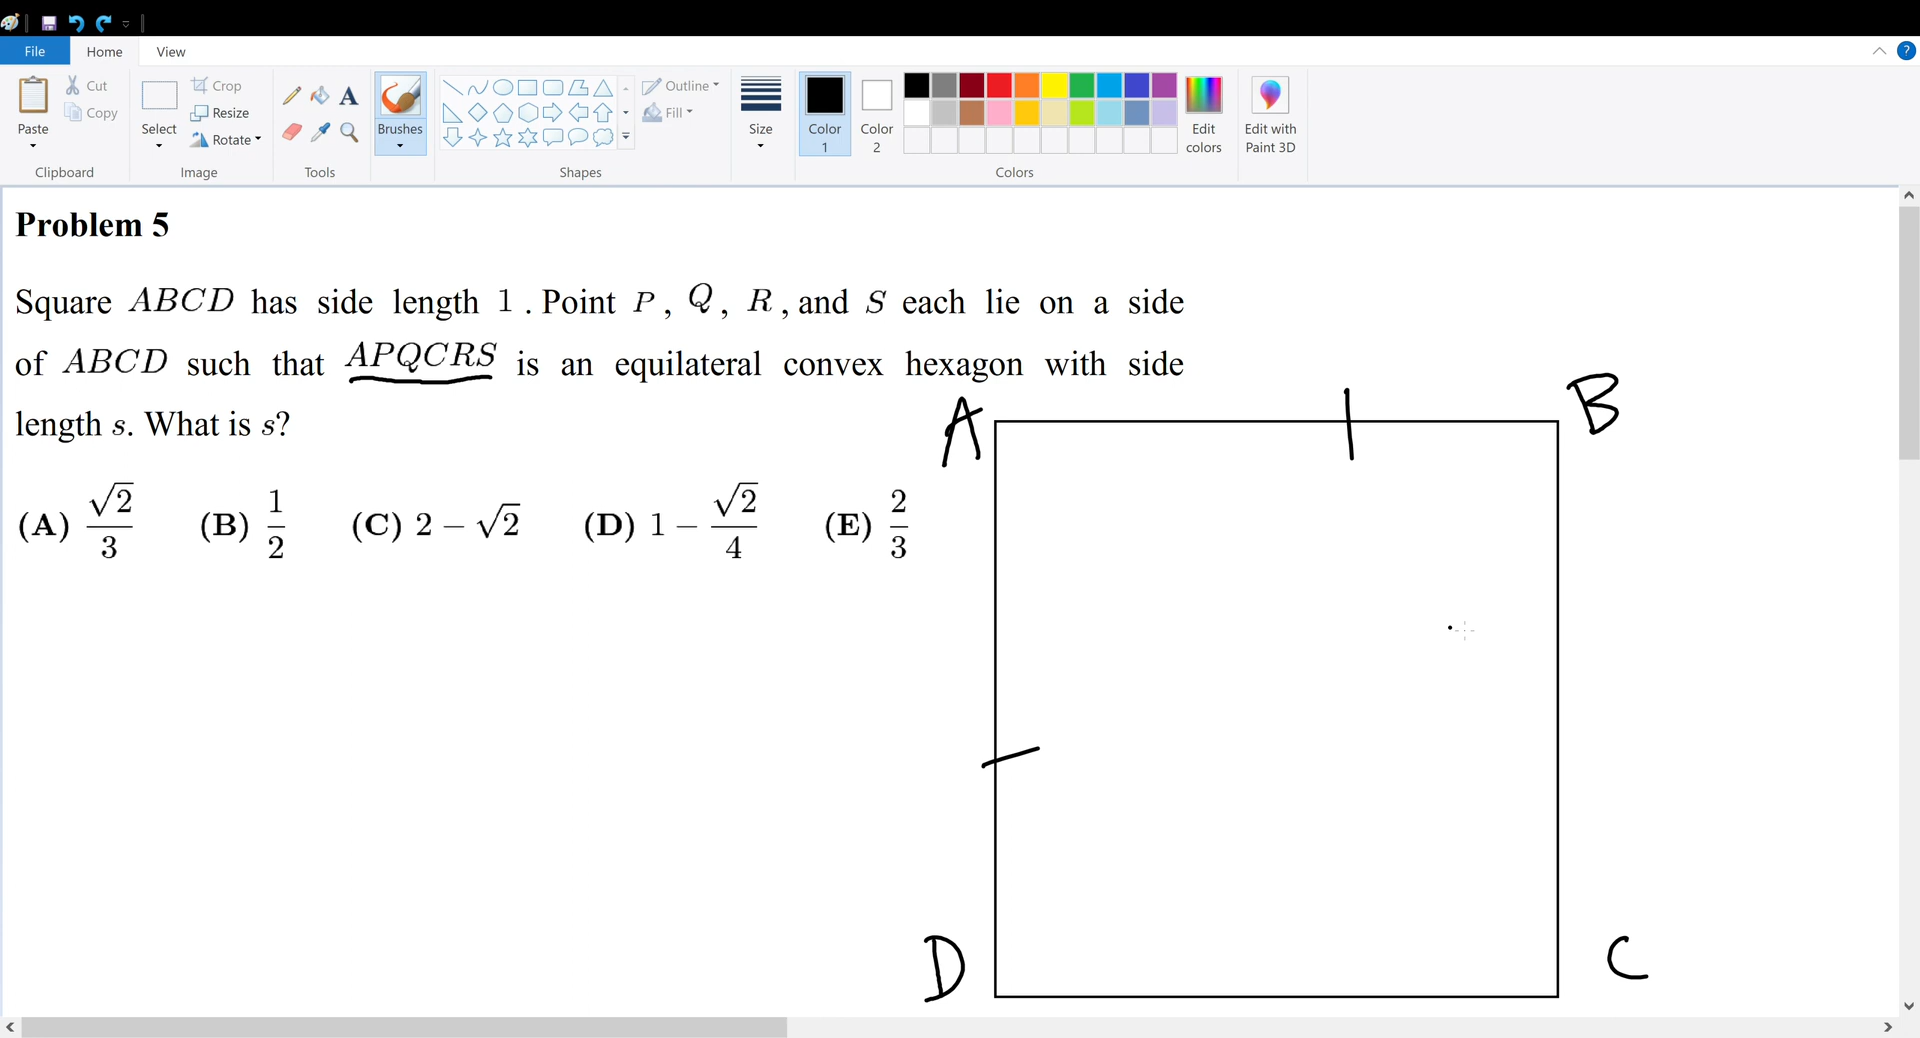 File Home View
Paste Cut Copy Clipboard
Select Crop Resize Rotate Image
A Tools
Brushes
Outline Fill Shapes
Size
Color 1 Color 2 Edit colors Colors
Edit with Paint 3D
?
Problem 5
Square ABCD has side length 1. Point P, Q, R, and S each lie on a side
of ABCD such that APQCRS is an equilateral convex hexagon with side
length s. What is s?
(A) √2/3 (B) 1/2 (C) 2 − √2 (D) 1 − √2/4 (E) 2/3
A B
D C